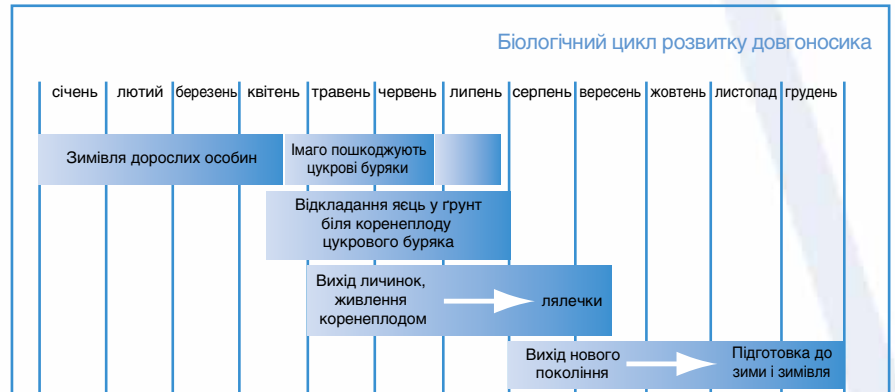 Біологічний цикл розвитку довгоносика
січень лютий березень квітень травень червень липень серпень вересень жовтень листопад грудень
Зимівля дорослих особин
Імаго пошкоджують
цукрові буряки
Відкладання яєць у ґрунт
біля коренеплоду
цукрового буряка
Вихід личинок,
живлення
коренеплодом
лялечки
Вихід нового
покоління
Підготовка до
зими і зимівля